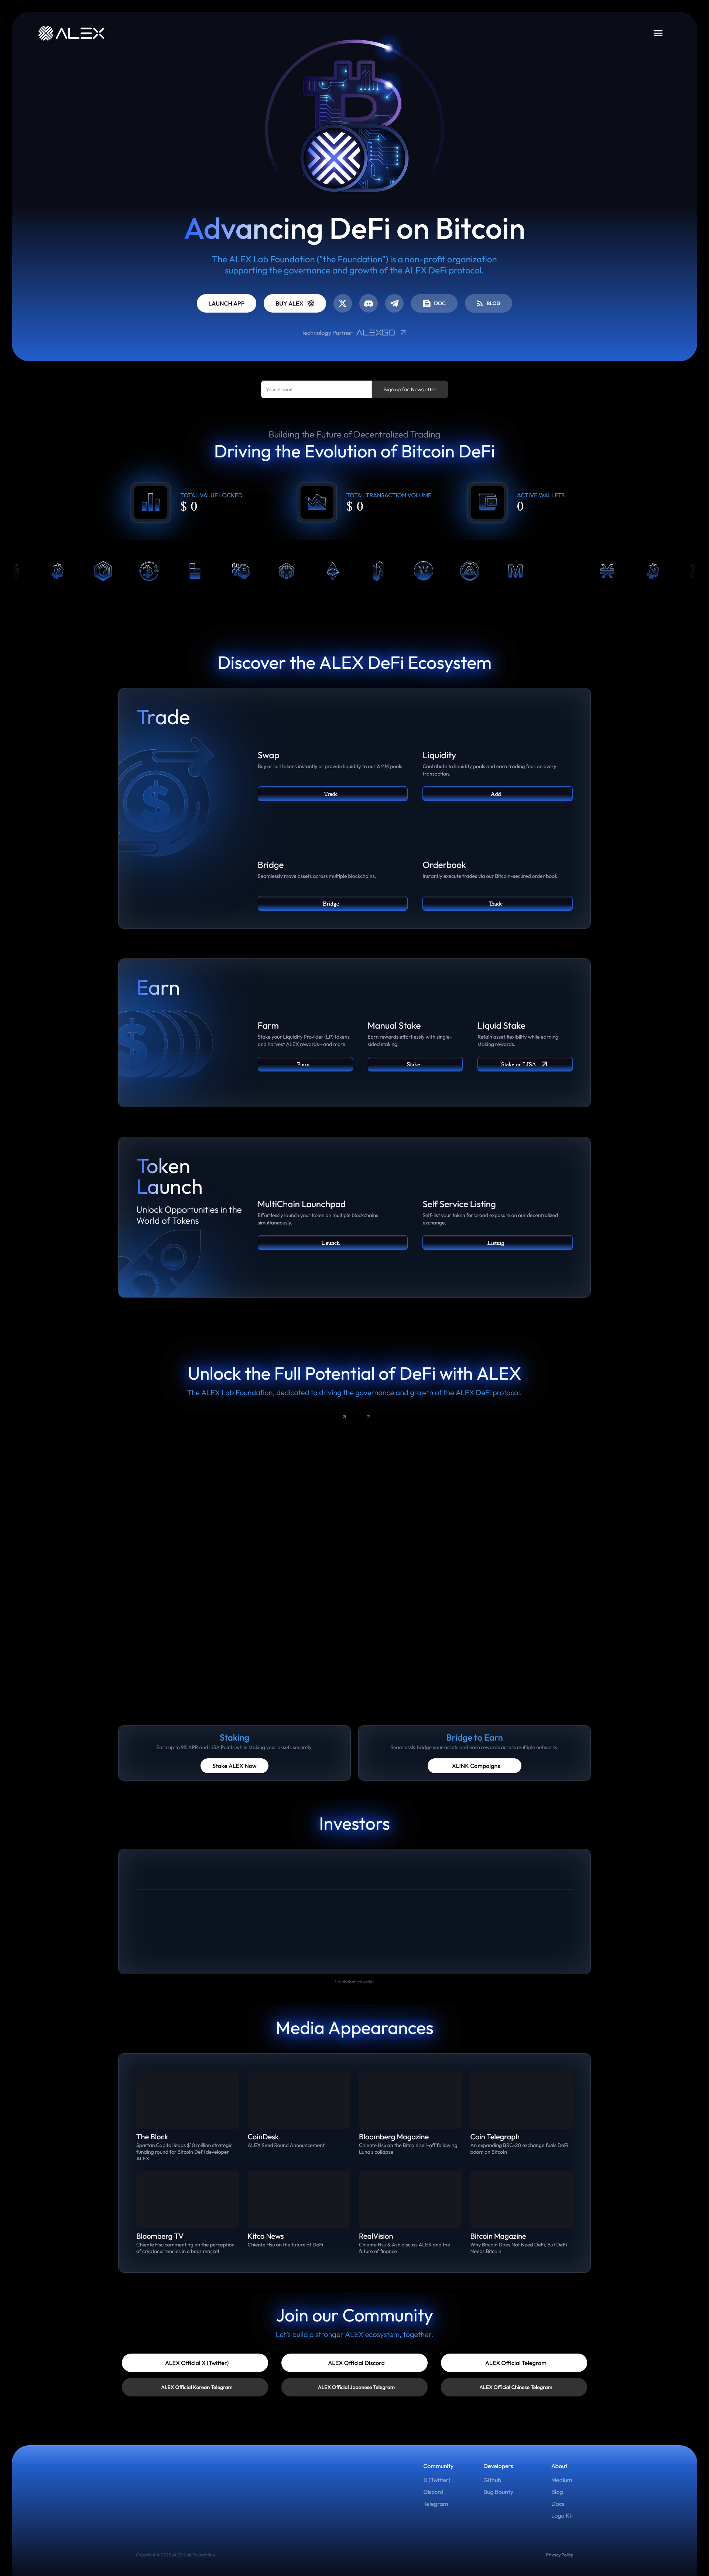 ALEX
Advancing DeFi on Bitcoin
The ALEX Lab Foundation ("the Foundation") is a non-profit organization
supporting the governance and growth of the ALEX DeFi protocol.
LAUNCH APP
BUY ALEX
DOC
BLOG
Technology Partner ALEXGO
Your E-mail
Sign up for Newsletter
Building the Future of Decentralized Trading
Driving the Evolution of Bitcoin DeFi
TOTAL VALUE LOCKED
$ 0
TOTAL TRANSACTION VOLUME
$ 0
ACTIVE WALLETS
0
Discover the ALEX DeFi Ecosystem
Trade
Swap
Buy or sell tokens instantly or provide liquidity to our AMM pools.
Trade
Liquidity
Contribute to liquidity pools and earn trading fees on every
transaction.
Add
Bridge
Seamlessly move assets across multiple blockchains.
Bridge
Orderbook
Instantly execute trades via our Bitcoin-secured order book.
Trade
Earn
Farm
Stake your Liquidity Provider (LP) tokens
and harvest ALEX rewards—and more.
Farm
Manual Stake
Earn rewards effortlessly with single-
sided staking.
Stake
Liquid Stake
Retain asset flexibility while earning
staking rewards.
Stake on LISA
Token
Launch
Unlock Opportunities in the
World of Tokens
MultiChain Launchpad
Effortlessly launch your token on multiple blockchains
simultaneously.
Launch
Self Service Listing
Self-list your token for broad exposure on our decentralized
exchange.
Listing
Unlock the Full Potential of DeFi with ALEX
The ALEX Lab Foundation, dedicated to driving the governance and growth of the ALEX DeFi protocol.
Staking
Earn up to 9% APR and LISA Points while staking your assets securely.
Stake ALEX Now
Bridge to Earn
Seamlessly bridge your assets and earn rewards across multiple networks.
XLINK Campaigns
Investors
* alphabetical order
Media Appearances
The Block
Spartan Capital leads $10 million strategic
funding round for Bitcoin DeFi developer
ALEX
CoinDesk
ALEX Seed Round Announcement
Bloomberg Magazine
Chiente Hsu on the Bitcoin sell-off following
Luna's collapse
Coin Telegraph
An expanding BRC-20 exchange fuels DeFi
boom on Bitcoin
Bloomberg TV
Chiente Hsu commenting on the perception
of cryptocurrencies in a bear market
Kitco News
Chiente Hsu on the future of DeFi
RealVision
Chiente Hsu & Ash discuss ALEX and the
future of finance
Bitcoin Magazine
Why Bitcoin Does Not Need DeFi, But DeFi
Needs Bitcoin
Join our Community
Let's build a stronger ALEX ecosystem, together.
ALEX Official X (Twitter)
ALEX Official Discord
ALEX Official Telegram
ALEX Official Korean Telegram
ALEX Official Japanese Telegram
ALEX Official Chinese Telegram
Community
X (Twitter)
Discord
Telegram
Developers
Github
Bug Bounty
About
Medium
Blog
Docs
Logo Kit
Copyright © 2025 ALEX Lab Foundation.
Privacy Policy